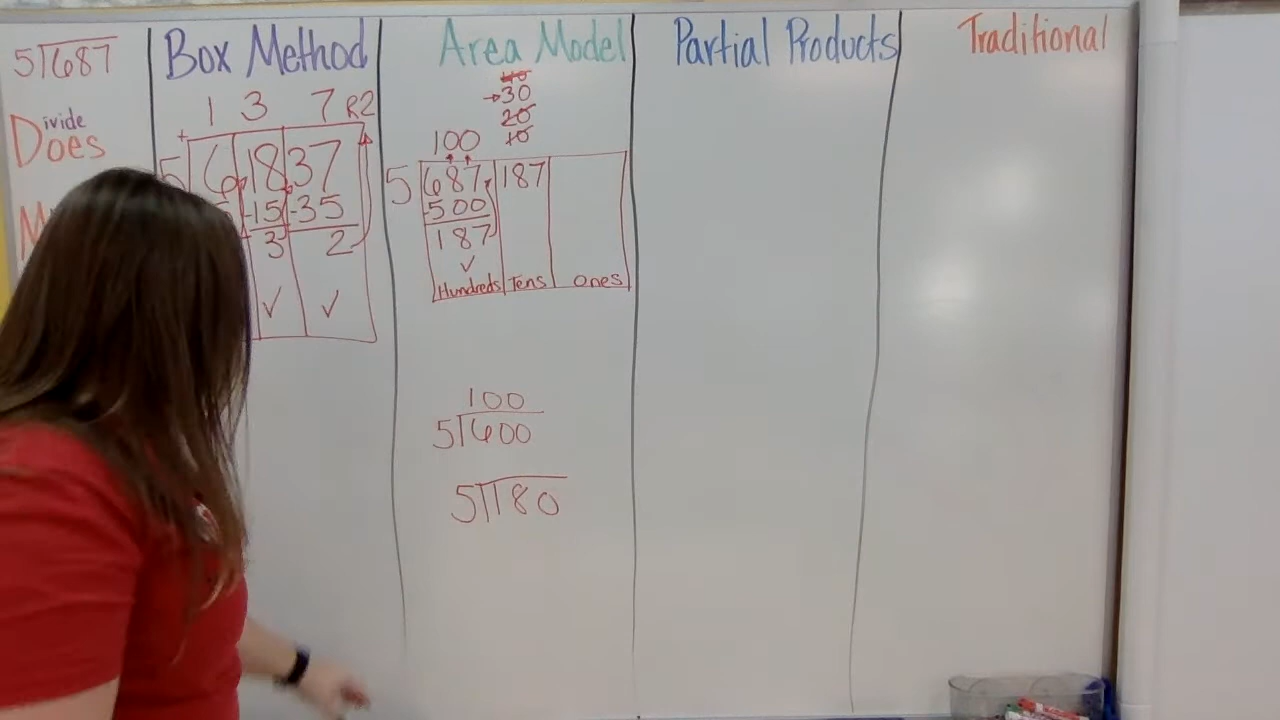 5)687
Divide
Does
M
Box Method
1 3 7 R2
5 6 18 37
-15 -35
3 2
✓ ✓
Area Model
40
→30
20
10
100
5 687 187
-500
187
✓
Hundreds Tens Ones
100
5)600
5)180
Partial Products
Traditional